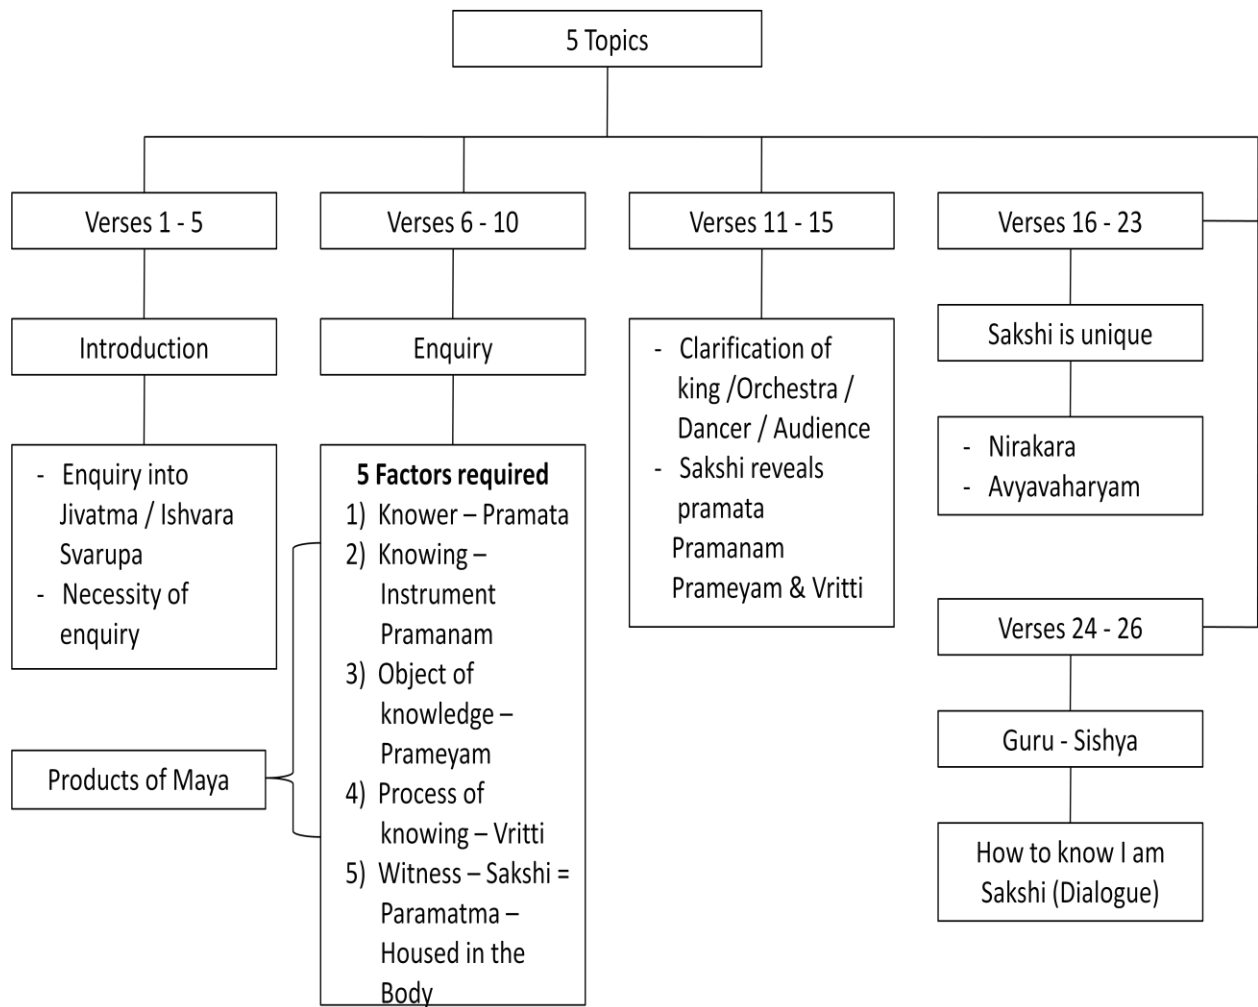 5 Topics
Verses 1 - 5
Introduction
- Enquiry into
Jivatma / Ishvara
Svarupa
- Necessity of
enquiry
Verses 6 - 10
Enquiry
5 Factors required
1) Knower – Pramata
2) Knowing –
Instrument
Pramanam
3) Object of
knowledge –
Prameyam
4) Process of
knowing – Vritti
5) Witness – Sakshi =
Paramatma –
Housed in the
Body
Products of Maya
Verses 11 - 15
- Clarification of
king /Orchestra /
Dancer / Audience
- Sakshi reveals
pramata
Pramanam
Prameyam & Vritti
Verses 16 - 23
Sakshi is unique
- Nirakara
- Avyavaharyam
Verses 24 - 26
Guru - Sishya
How to know I am
Sakshi (Dialogue)